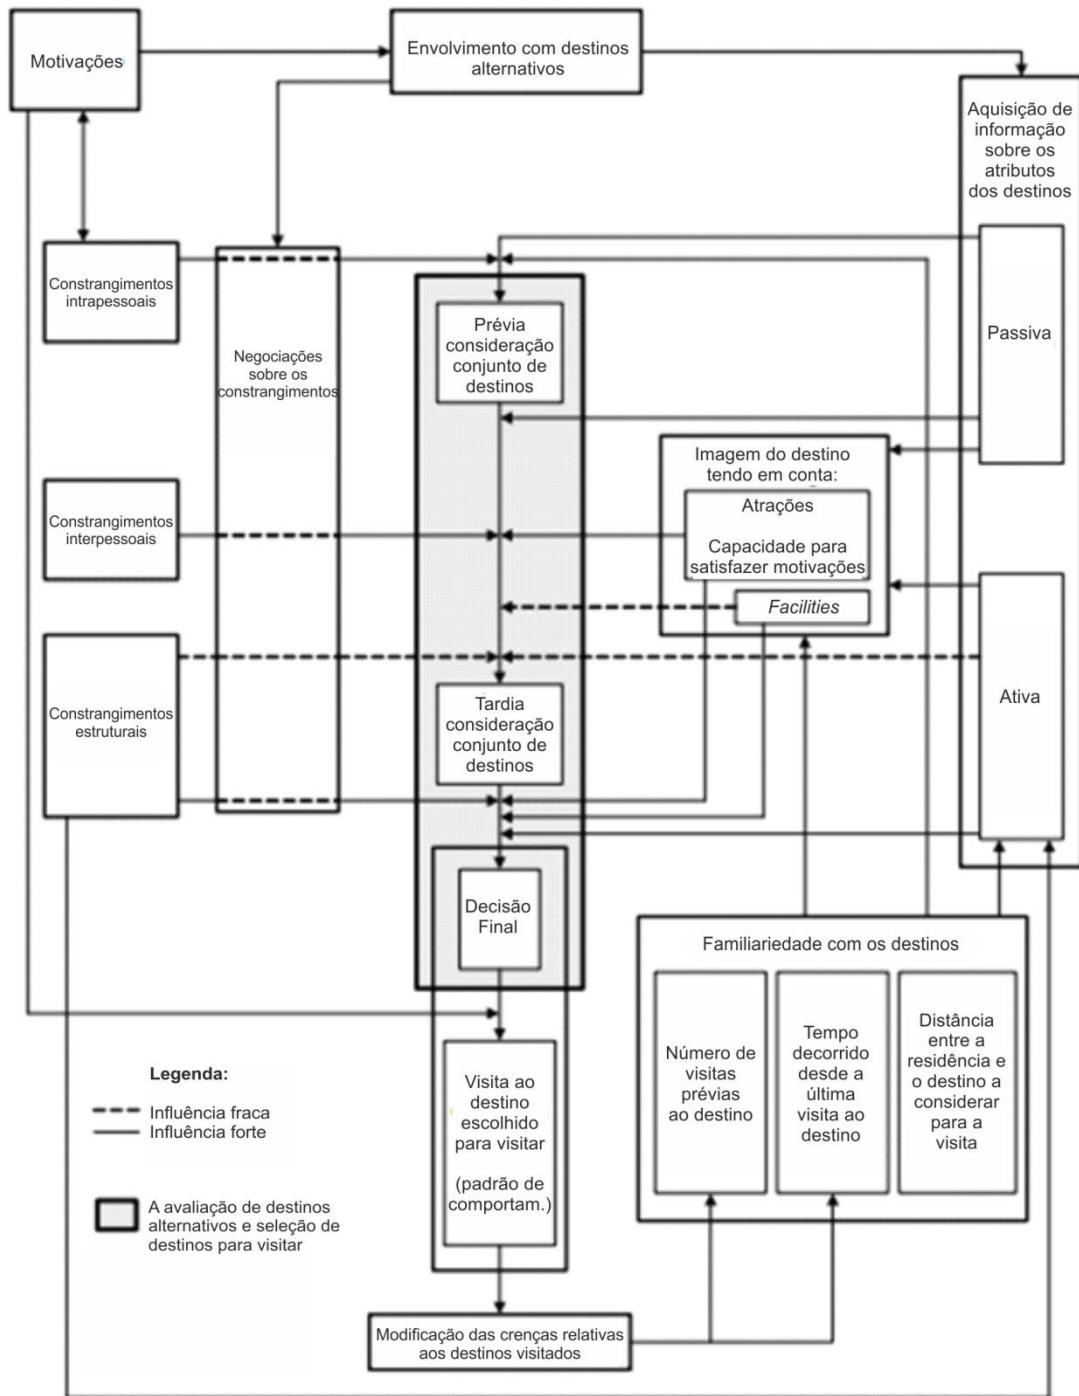 Motivações
Envolvimento com destinos
alternativos
Aquisição de
informação
sobre os
atributos
dos destinos
Constrangimentos
intrapessoais
Negociações
sobre os
constrangimentos
Prévia
consideração
conjunto de
destinos
Passiva
Imagem do destino
tendo em conta:
Atrações
Capacidade para
satisfazer motivações
Facilities
Constrangimentos
interpessoais
Constrangimentos
estruturais
Tardia
consideração
conjunto de
destinos
Ativa
Decisão
Final
Familiariedade com os destinos
Número de
visitas
prévias
ao destino
Tempo
decorrido
desde a
última
visita ao
destino
Distância
entre a
residência e
o destino a
considerar
para a
visita
Visita ao
destino
escolhido
para visitar
(padrão de
comportam.)
Legenda:
Influência fraca
Influência forte
A avaliação de destinos
alternativos e seleção de
destinos para visitar
Modificação das crenças relativas
aos destinos visitados